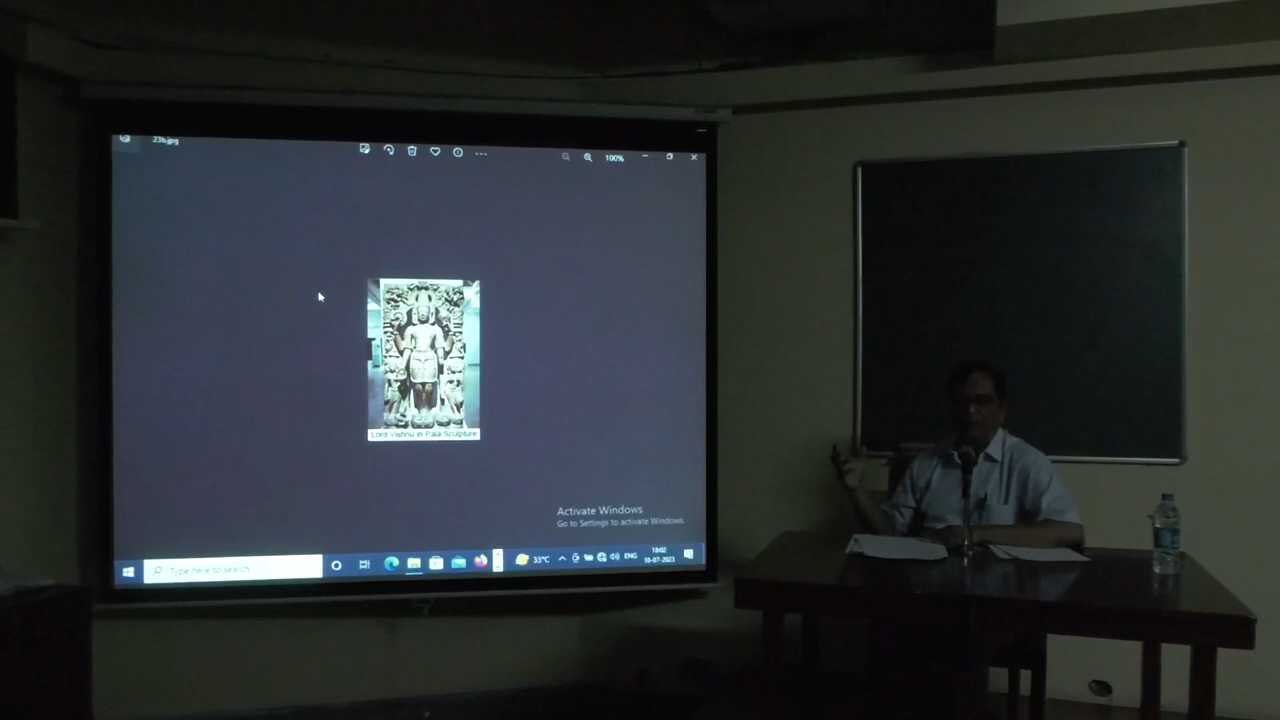 23h.jpg
100%
Lord Vishnu in Pala Sculpture
Activate Windows
Go to Settings to activate Windows.
Type here to search
33°C
ENG
18:02
10-07-2023